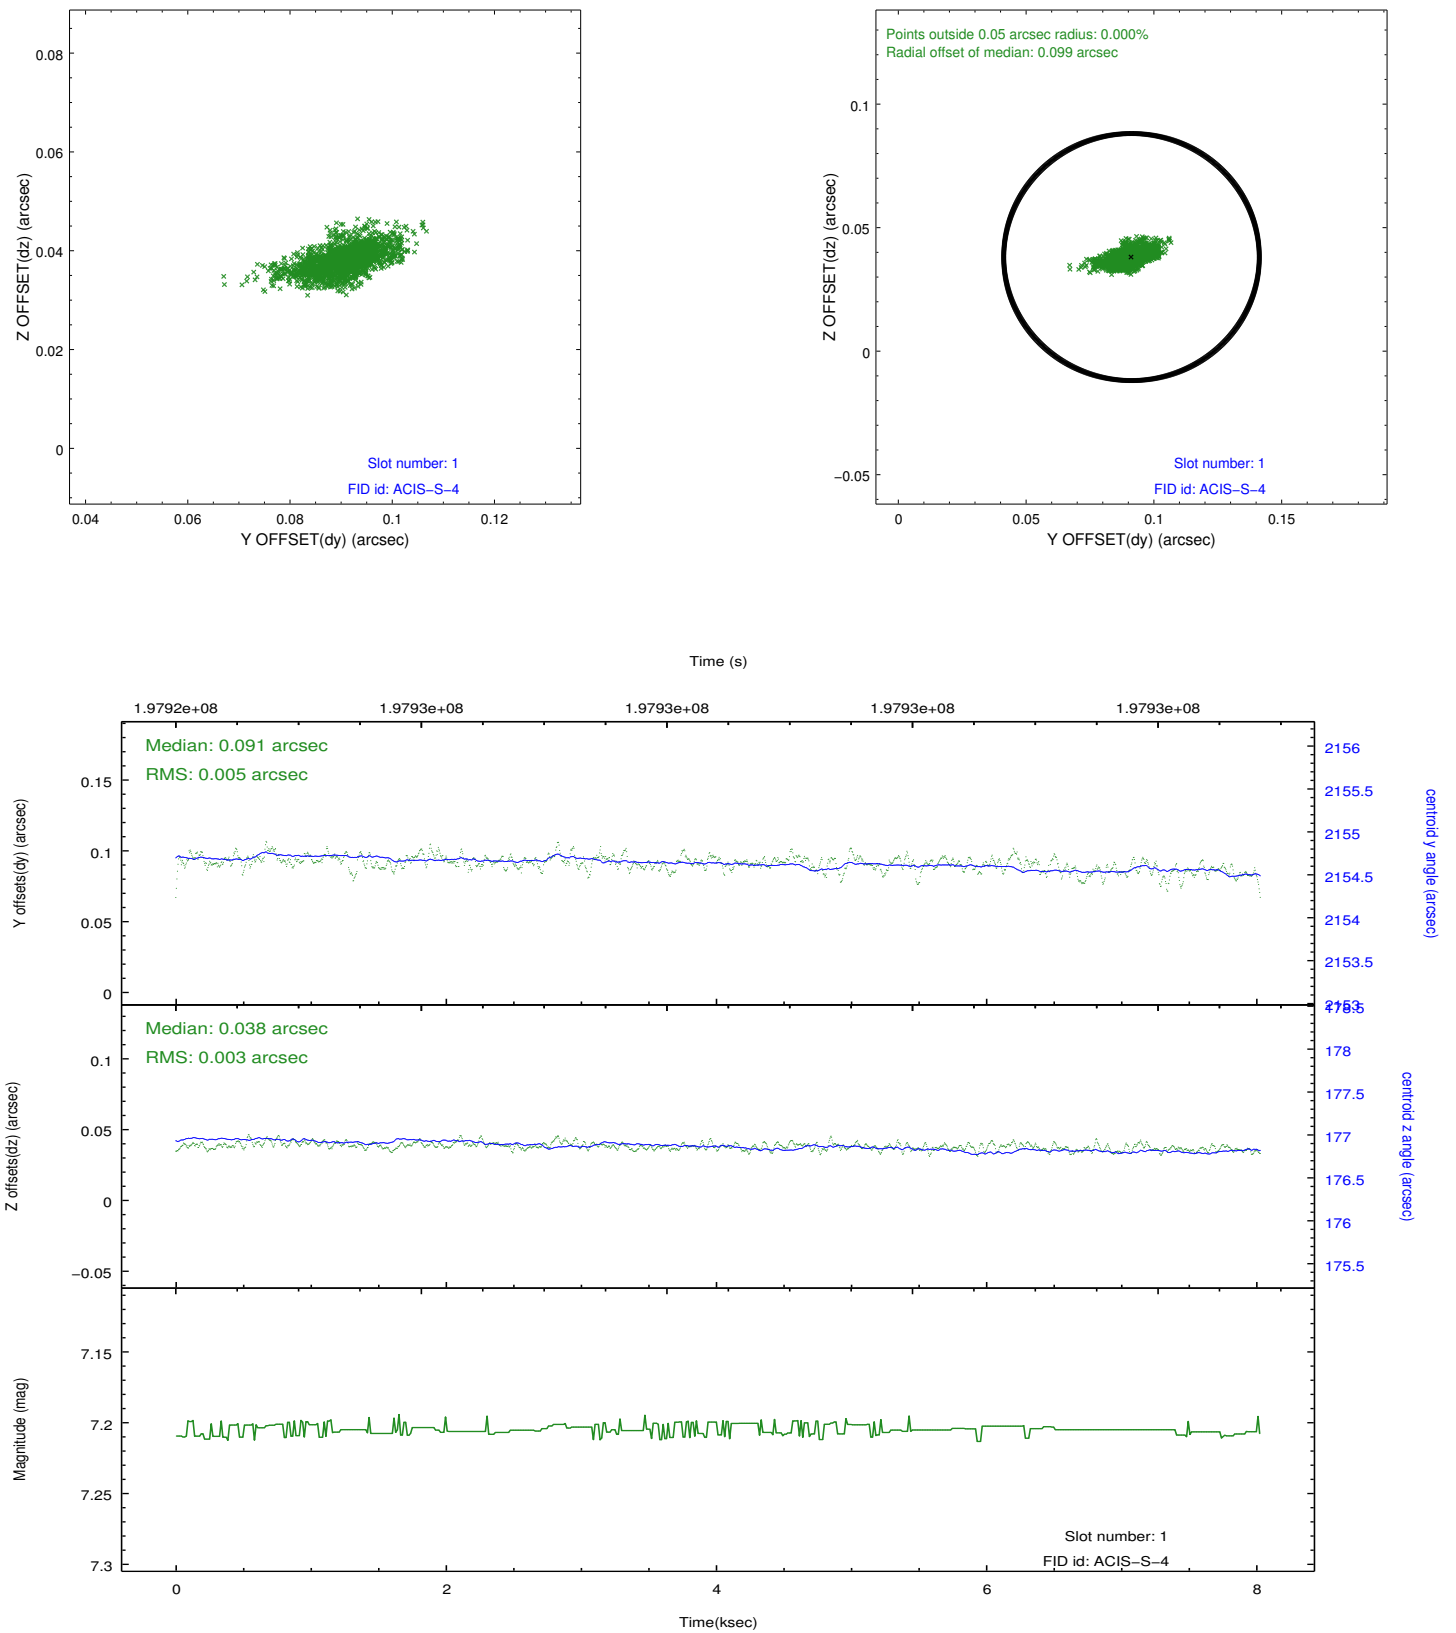 0.08
0.06
0.04
0.02
0
Z OFFSET(dz) (arcsec)
Slot number: 1
FID id: ACIS−S−4
0.04 0.06 0.08 0.1 0.12
Y OFFSET(dy) (arcsec)
Points outside 0.05 arcsec radius: 0.000%
Radial offset of median: 0.099 arcsec
0.1
0.05
0
−0.05
Z OFFSET(dz) (arcsec)
Slot number: 1
FID id: ACIS−S−4
0 0.05 0.1 0.15
Y OFFSET(dy) (arcsec)
Time (s)
1.9792e+08 1.9793e+08 1.9793e+08 1.9793e+08 1.9793e+08
Median: 0.091 arcsec
RMS: 0.005 arcsec
0.15
0.1
0.05
0
Y offsets(dy) (arcsec)
2156
2155.5
2155
2154.5
2154
2153.5
2153
centroid y angle (arcsec)
Median: 0.038 arcsec
RMS: 0.003 arcsec
0.1
0.05
0
−0.05
Z offsets(dz) (arcsec)
178.5
178
177.5
177
176.5
176
175.5
centroid z angle (arcsec)
7.15
7.2
7.25
7.3
Magnitude (mag)
Slot number: 1
FID id: ACIS−S−4
0 2 4 6 8
Time(ksec)